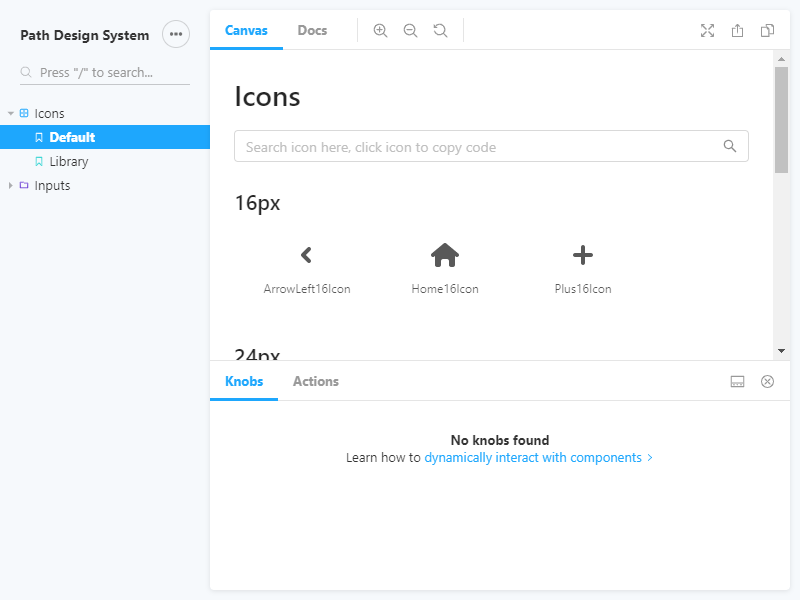 Path Design System
Press "/" to search...
Icons
Default
Library
Inputs
Canvas
Docs
Icons
Search icon here, click icon to copy code
16px
ArrowLeft16Icon
Home16Icon
Plus16Icon
24px
Knobs
Actions
No knobs found
Learn how to dynamically interact with components